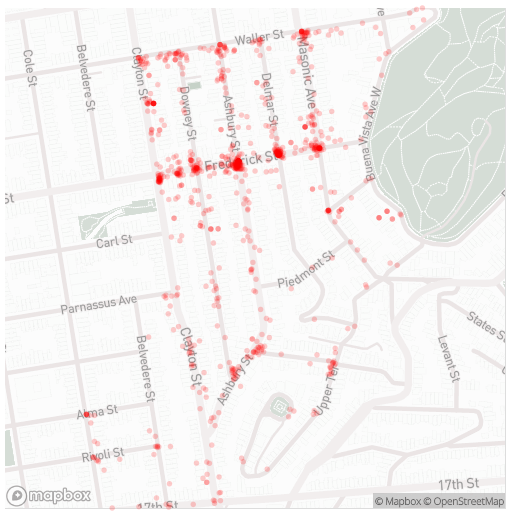 Waller St
Cole St
Belvedere St
Clayton St
Downey St
Ashbury St
Delmar St
Masonic Ave
Buena Vista Ave W
Frederick St
St
Carl St
Piedmont St
Parnassus Ave
States St
Levant St
Belvedere St
Clayton St
Ashbury St
Upper Ter
Alma St
Rivoli St
17th St
17th St
mapbox
© Mapbox © OpenStreetMap